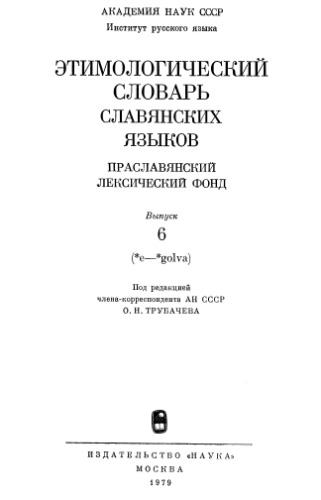 АКАДЕМИЯ НАУК СССР
Институт русского языка
ЭТИМОЛОГИЧЕСКИЙ
СЛОВАРЬ
СЛАВЯНСКИХ
ЯЗЫКОВ
ПРАСЛАВЯНСКИЙ
ЛЕКСИЧЕСКИЙ ФОНД
Выпуск
6
(*e—*golva)
Под редакцией
члена-корреспондента АН СССР
О. Н. ТРУБАЧЕВА
ИЗДАТЕЛЬСТВО «НАУКА»
МОСКВА
1979